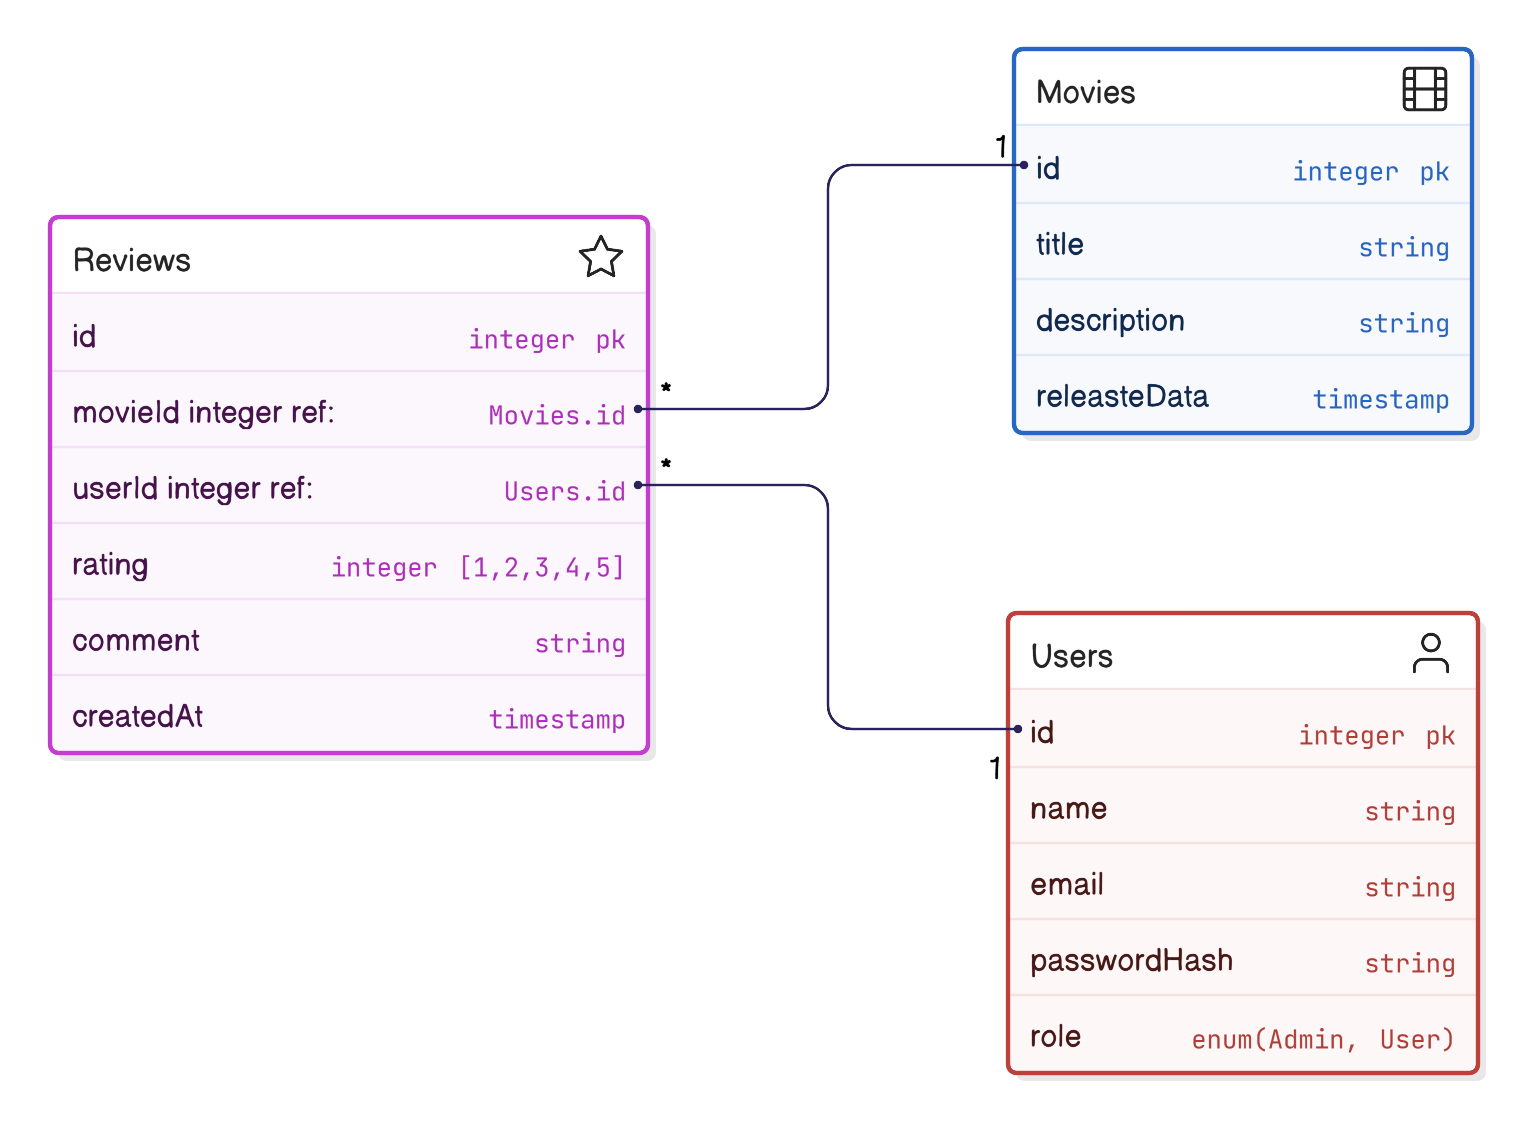 Movies
1
id integer pk
title string
description string
releasteData timestamp
Reviews
id integer pk
*
movieId integer ref: Movies.id
*
userId integer ref: Users.id
rating integer [1,2,3,4,5]
comment string
createdAt timestamp
Users
id integer pk
1
name string
email string
passwordHash string
role enum(Admin, User)